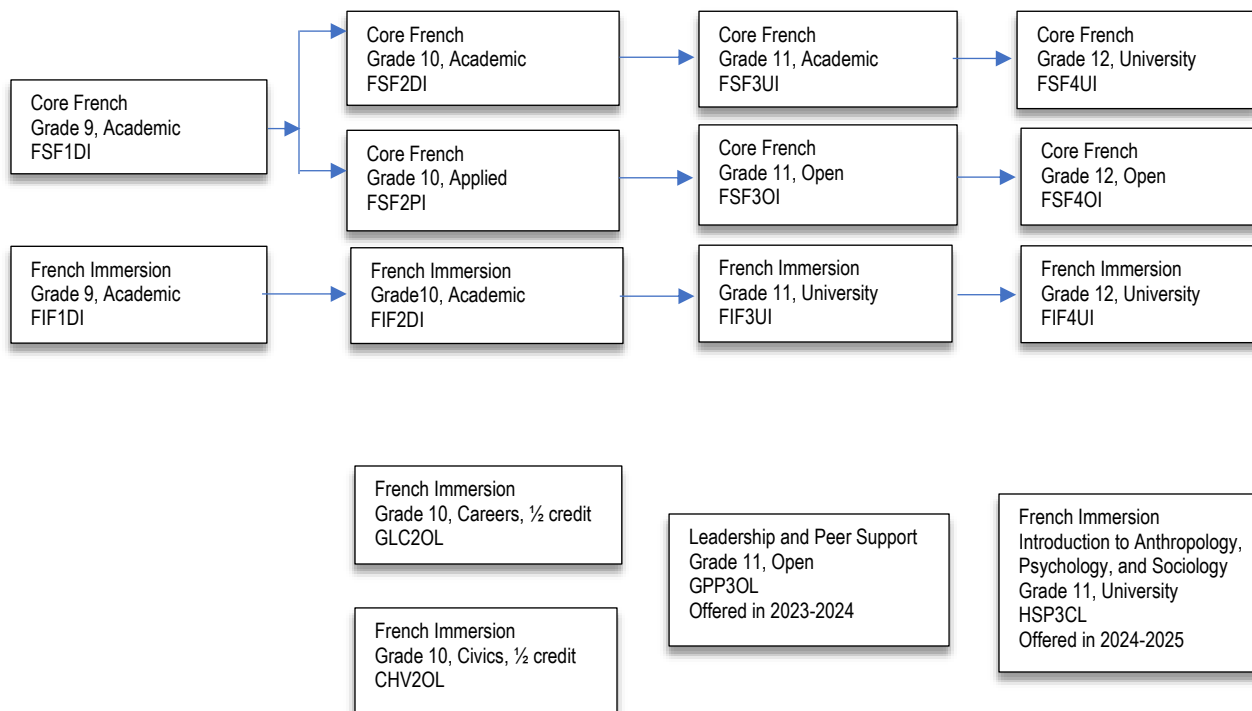 Core French
Grade 9, Academic
FSF1DI
Core French
Grade 10, Academic
FSF2DI
Core French
Grade 11, Academic
FSF3UI
Core French
Grade 12, University
FSF4UI
Core French
Grade 10, Applied
FSF2PI
Core French
Grade 11, Open
FSF3OI
Core French
Grade 12, Open
FSF4OI
French Immersion
Grade 9, Academic
FIF1DI
French Immersion
Grade10, Academic
FIF2DI
French Immersion
Grade 11, University
FIF3UI
French Immersion
Grade 12, University
FIF4UI
French Immersion
Grade 10, Careers, ½ credit
GLC2OL
French Immersion
Grade 10, Civics, ½ credit
CHV2OL
Leadership and Peer Support
Grade 11, Open
GPP3OL
Offered in 2023-2024
French Immersion
Introduction to Anthropology,
Psychology, and Sociology
Grade 11, University
HSP3CL
Offered in 2024-2025